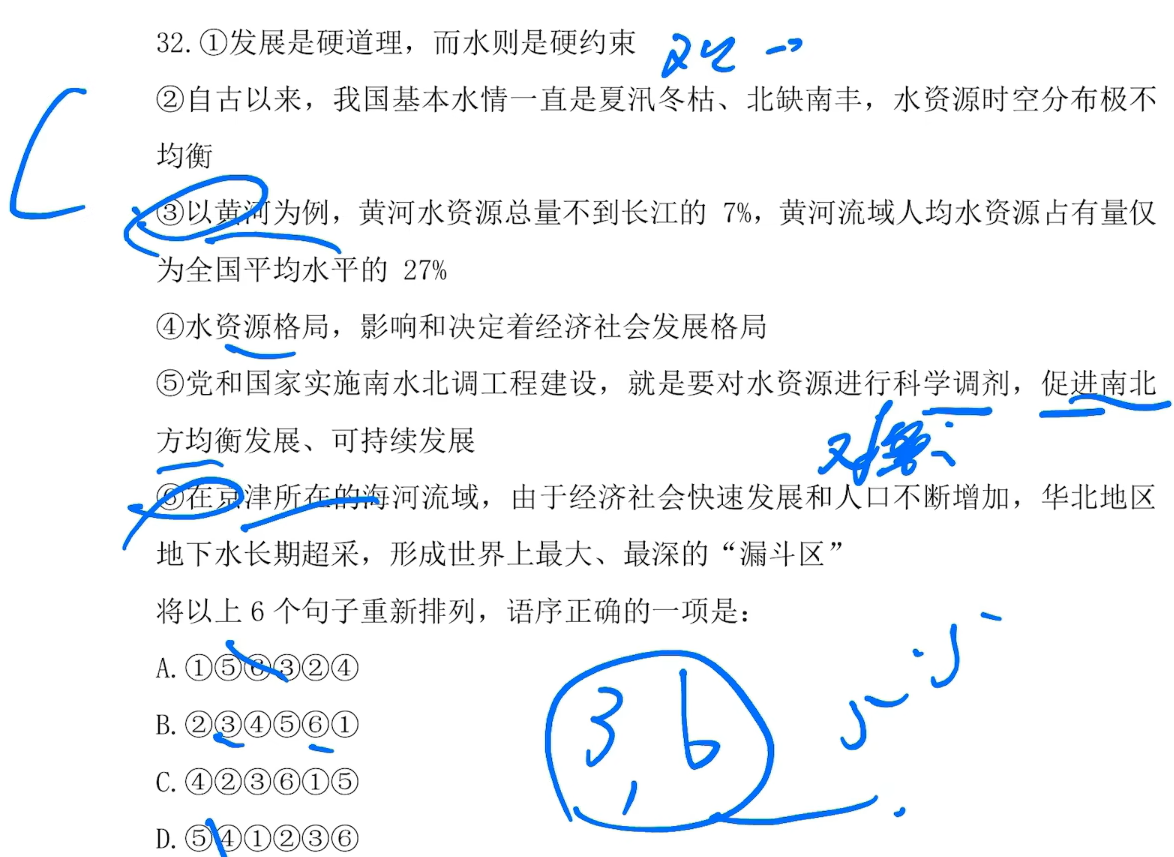 32. ①发展是硬道理，而水则是硬约束
②自古以来，我国基本水情一直是夏汛冬枯、北缺南丰，水资源时空分布极不
均衡
③以黄河为例，黄河水资源总量不到长江的 7%，黄河流域人均水资源占有量仅
为全国平均水平的 27%
④水资源格局，影响和决定着经济社会发展格局
⑤党和国家实施南水北调工程建设，就是要对水资源进行科学调剂，促进南北
方均衡发展、可持续发展
⑥在京津所在的海河流域，由于经济社会快速发展和人口不断增加，华北地区
地下水长期超采，形成世界上最大、最深的“漏斗区”
将以上 6 个句子重新排列，语序正确的一项是：
A. ①⑤⑥③②④
B. ②③④⑤⑥①
C. ④②③⑥①⑤
3, 6
D. ⑤④①②③⑥